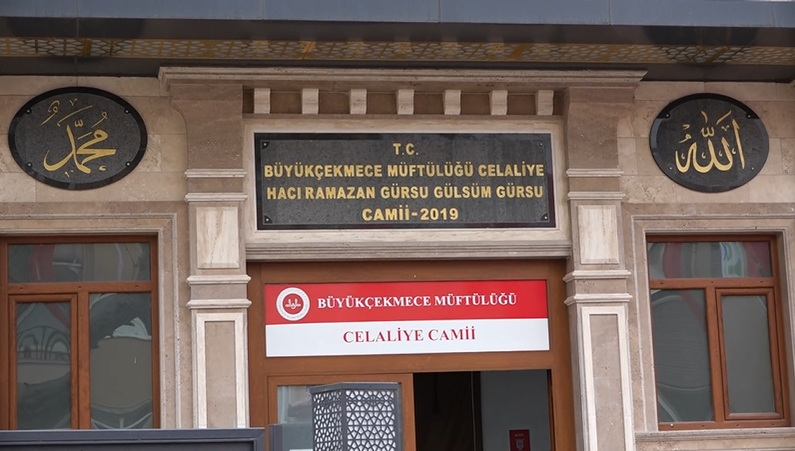 محمد
الله
T.C.
BÜYÜKÇEKMECE MÜFTÜLÜĞÜ CELALİYE
HACI RAMAZAN GÜRSU GÜLSÜM GÜRSU
CAMİİ-2019
BÜYÜKÇEKMECE MÜFTÜLÜĞÜ
CELALİYE CAMİİ